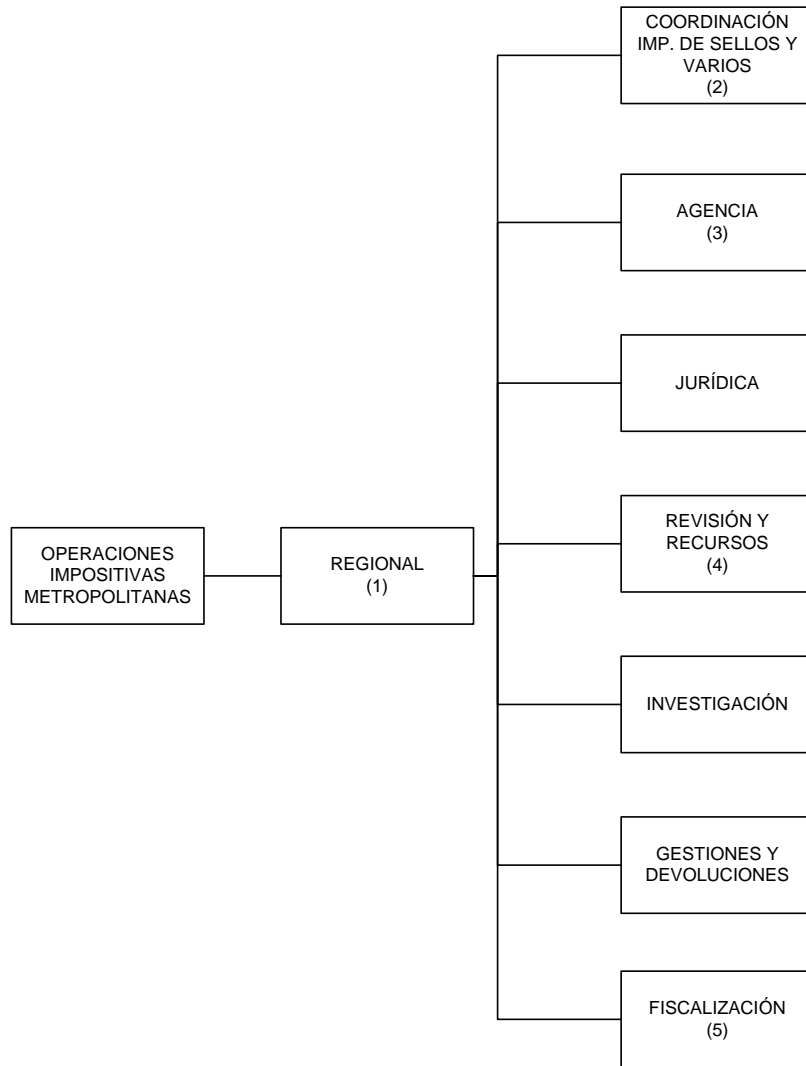 COORDINACIÓN
IMP. DE SELLOS Y
VARIOS
(2)
AGENCIA
(3)
JURÍDICA
REVISIÓN Y
RECURSOS
(4)
OPERACIONES
IMPOSITIVAS
METROPOLITANAS
REGIONAL
(1)
INVESTIGACIÓN
GESTIONES Y
DEVOLUCIONES
FISCALIZACIÓN
(5)